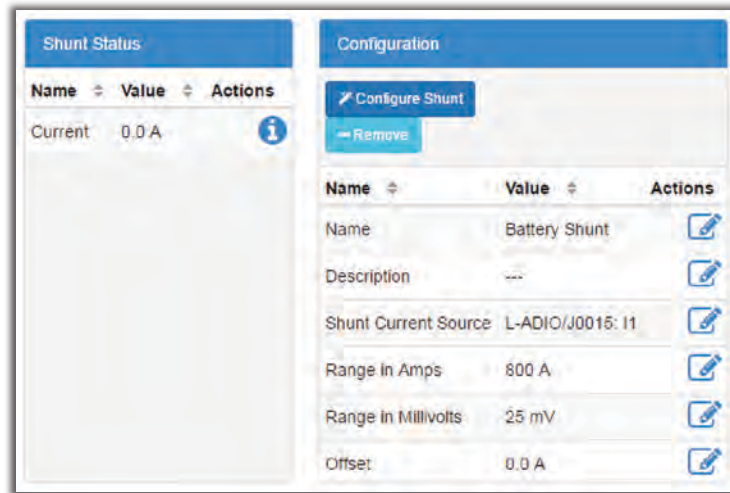 Shunt Status
Name Value Actions
Current 0.0 A
Configuration
Configure Shunt
Remove
Name Value Actions
Name Battery Shunt
Description ---
Shunt Current Source L-ADIO/J0015: I1
Range in Amps 800 A
Range in Millivolts 25 mV
Offset 0.0 A